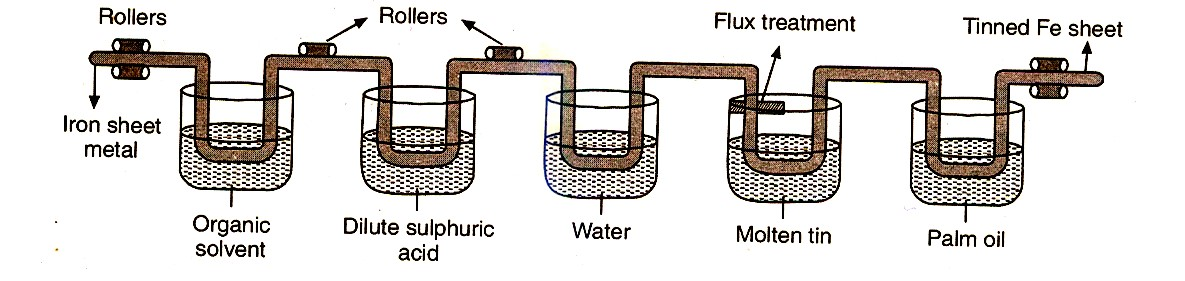 Rollers
Rollers
Flux treatment
Tinned Fe sheet
Iron sheet
metal
Organic
solvent
Dilute sulphuric
acid
Water
Molten tin
Palm oil